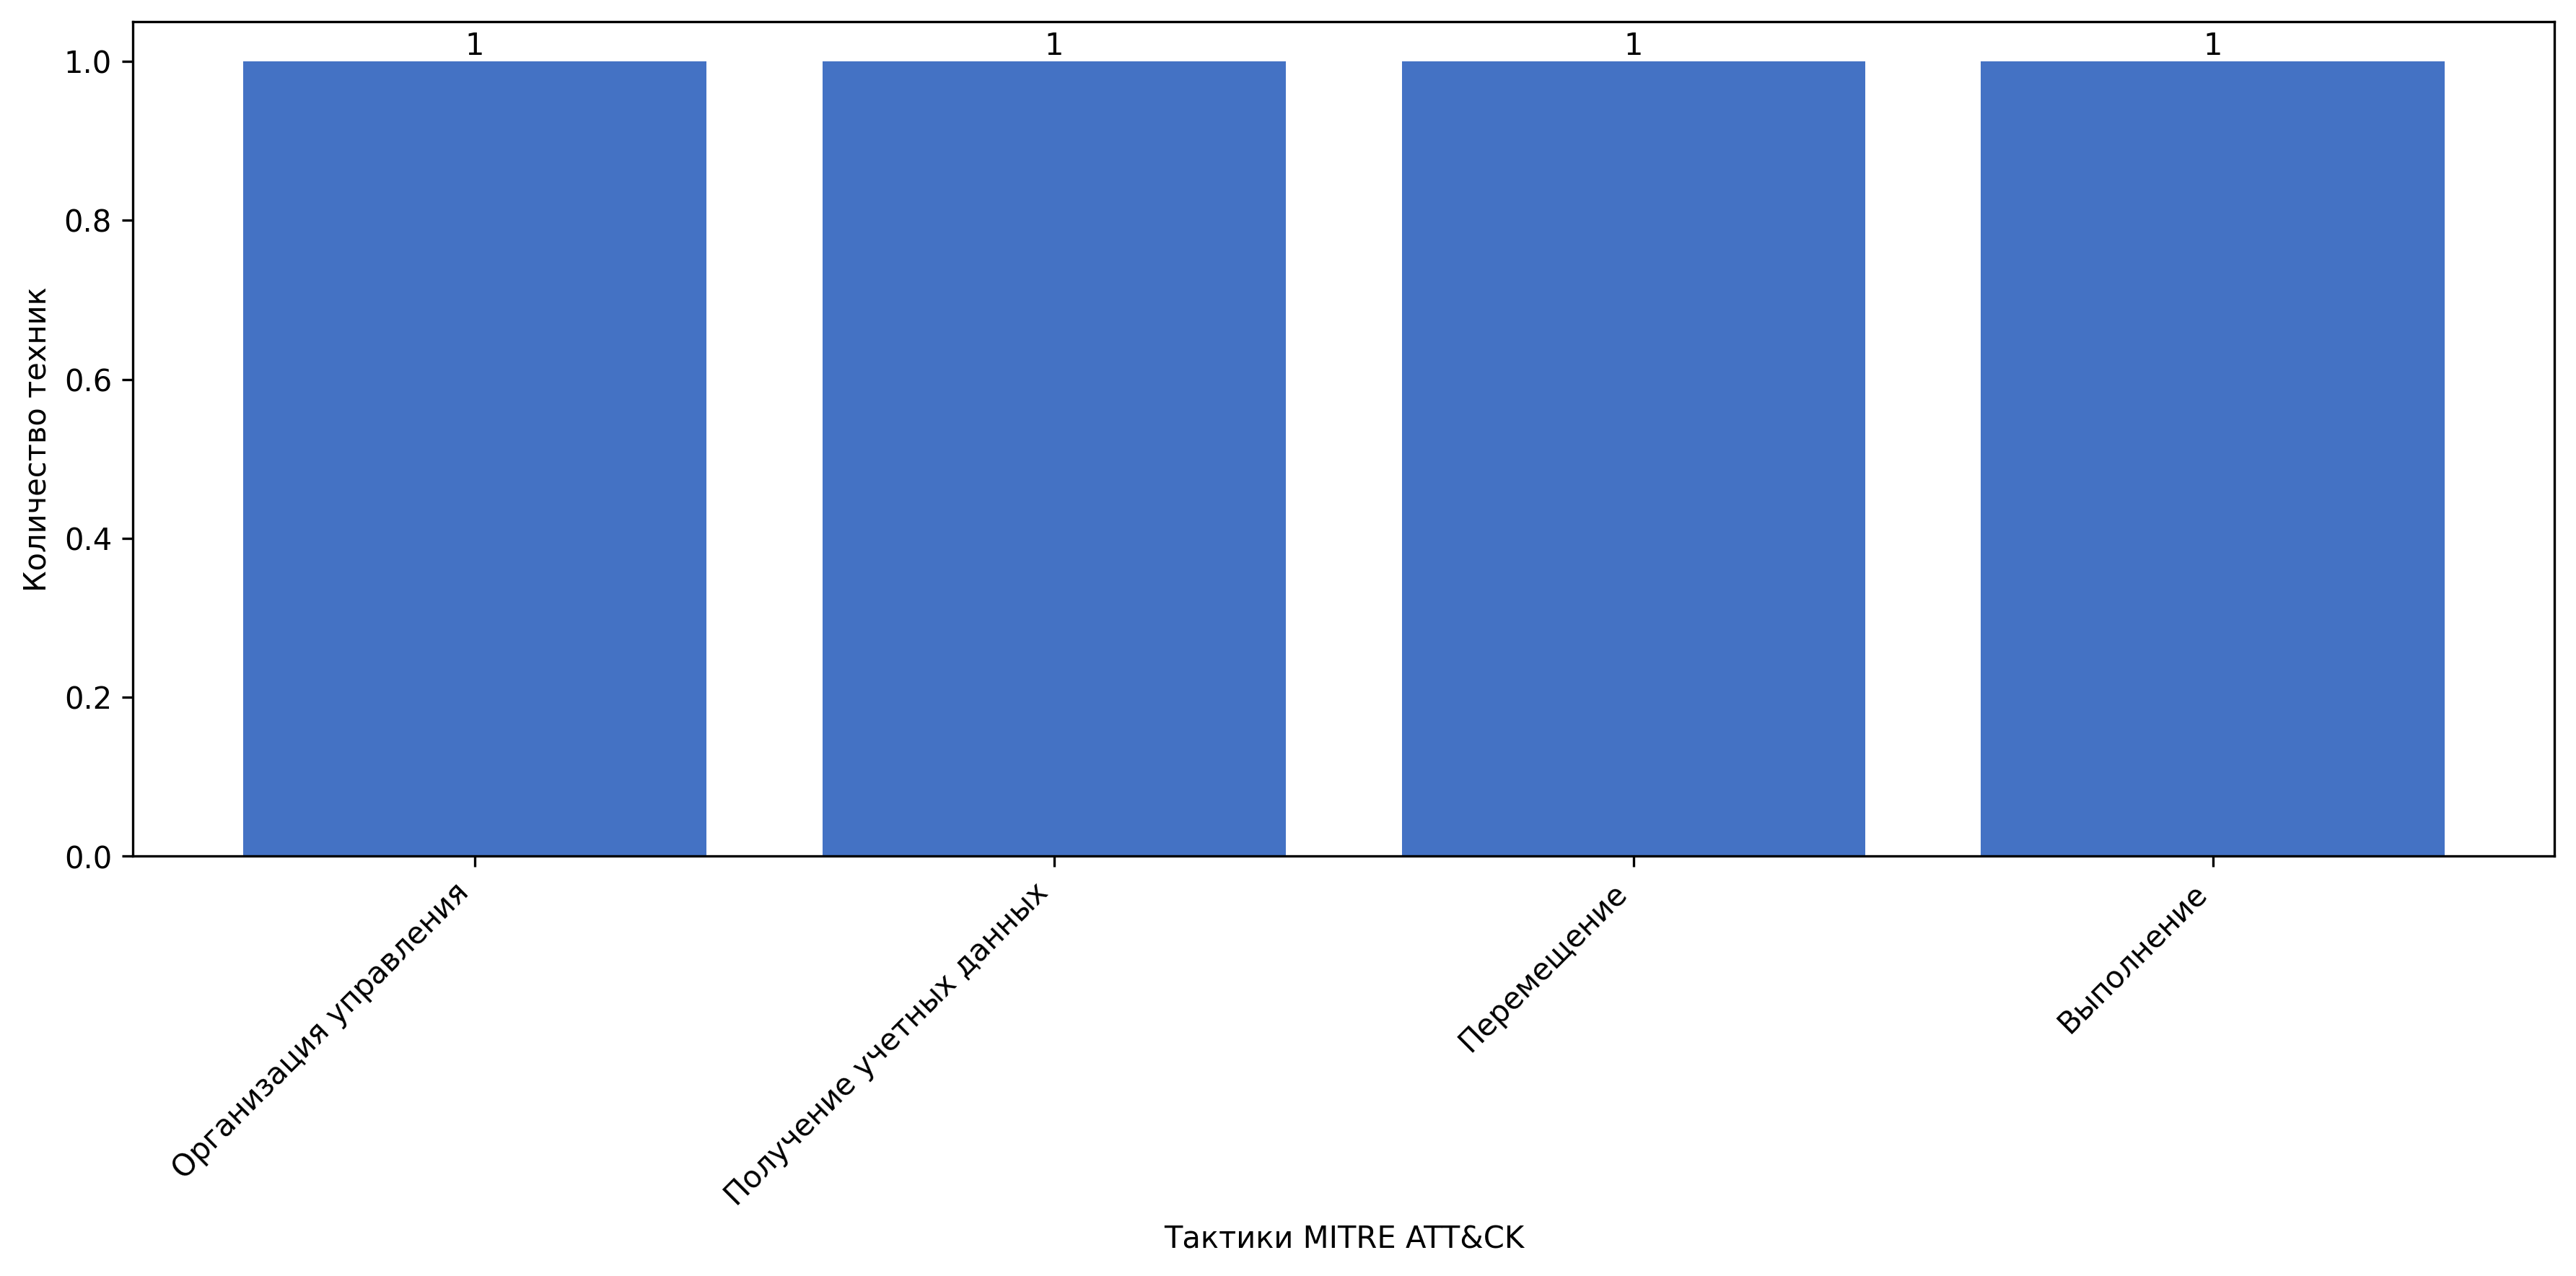 1 1 1 1
1.0
0.8
0.6
0.4
0.2
0.0
Количество техник
Организация управления
Получение учетных данных
Перемещение
Выполнение
Тактики MITRE ATT&CK